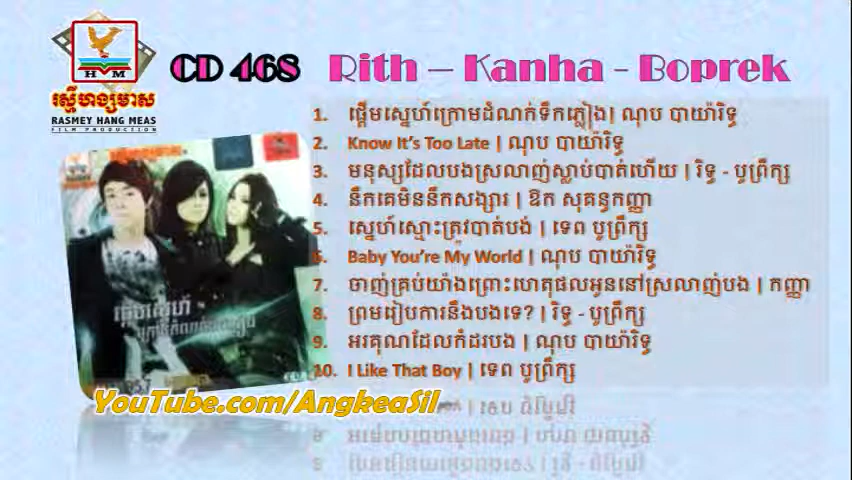 HM
រស្មីហង្សមាស
RASMEY HANG MEAS
FILM PRODUCTION
CD 468 Rith – Kanha - Boprek
1. ផ្ដើមស្នេហ៍ក្រោមដំណក់ទឹកភ្លៀង| ណុប បាយ៉ារិទ្ធ
2. Know It's Too Late | ណុប បាយ៉ារិទ្ធ
3. មនុស្សដែលបងស្រលាញ់ស្លាប់បាត់ហើយ | រិទ្ធ - បូព្រឹក្ស
4. នឹកគេមិននឹកសង្សារ | ឱក សុគន្ធកញ្ញា
5. ស្នេហ៍ស្មោះត្រូវបាត់បង់ | ទេព បូព្រឹក្ស
6. Baby You're My World | ណុប បាយ៉ារិទ្ធ
7. ចាញ់គ្រប់យ៉ាងព្រោះហេតុផលអូននៅស្រលាញ់បង | កញ្ញា
8. ព្រមរៀបការនឹងបងទេ? | រិទ្ធ - បូព្រឹក្ស
9. អរគុណដែលកំដរបង | ណុប បាយ៉ារិទ្ធ
10. I Like That Boy | ទេព បូព្រឹក្ស
YouTube.com/AngkeaSil